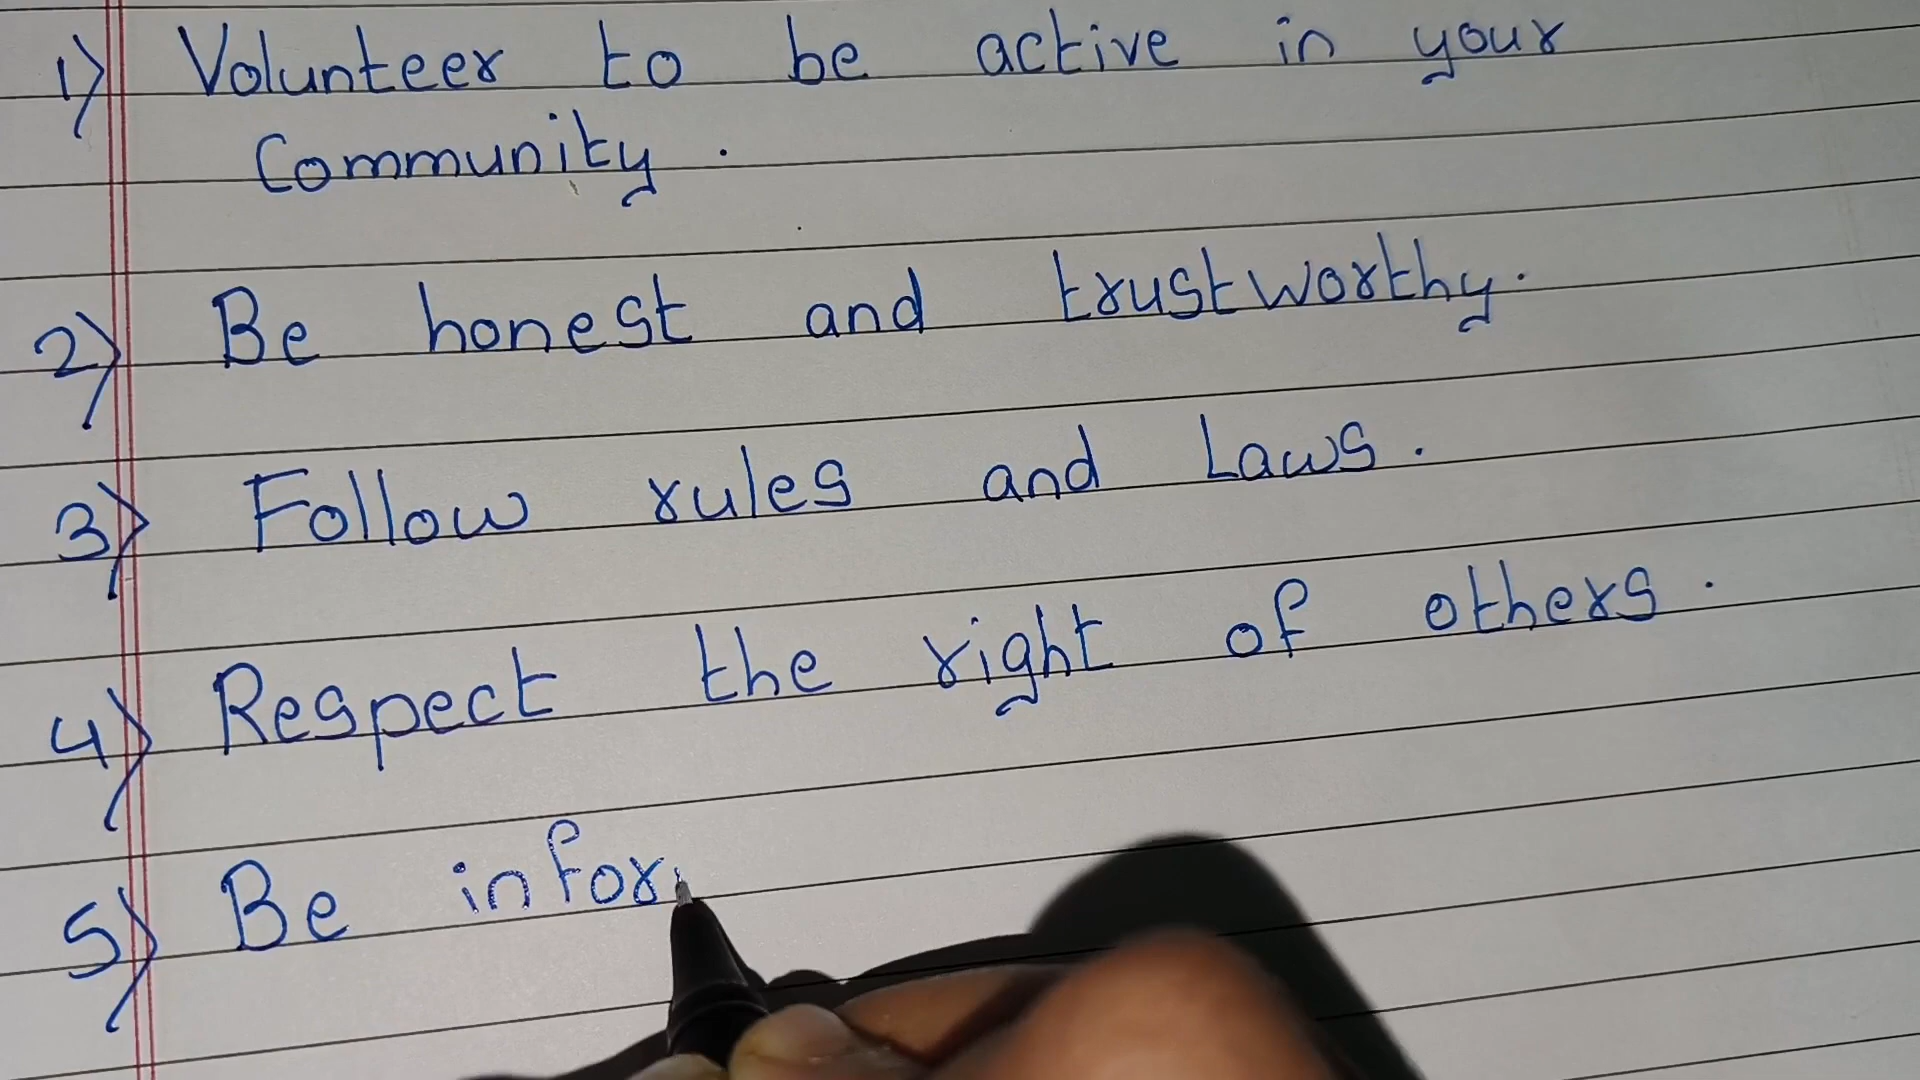 1) Volunteer to be active in your
Community.
2) Be honest and trustworthy.
3) Follow rules and Laws.
4) Respect the right of others.
5) Be infor